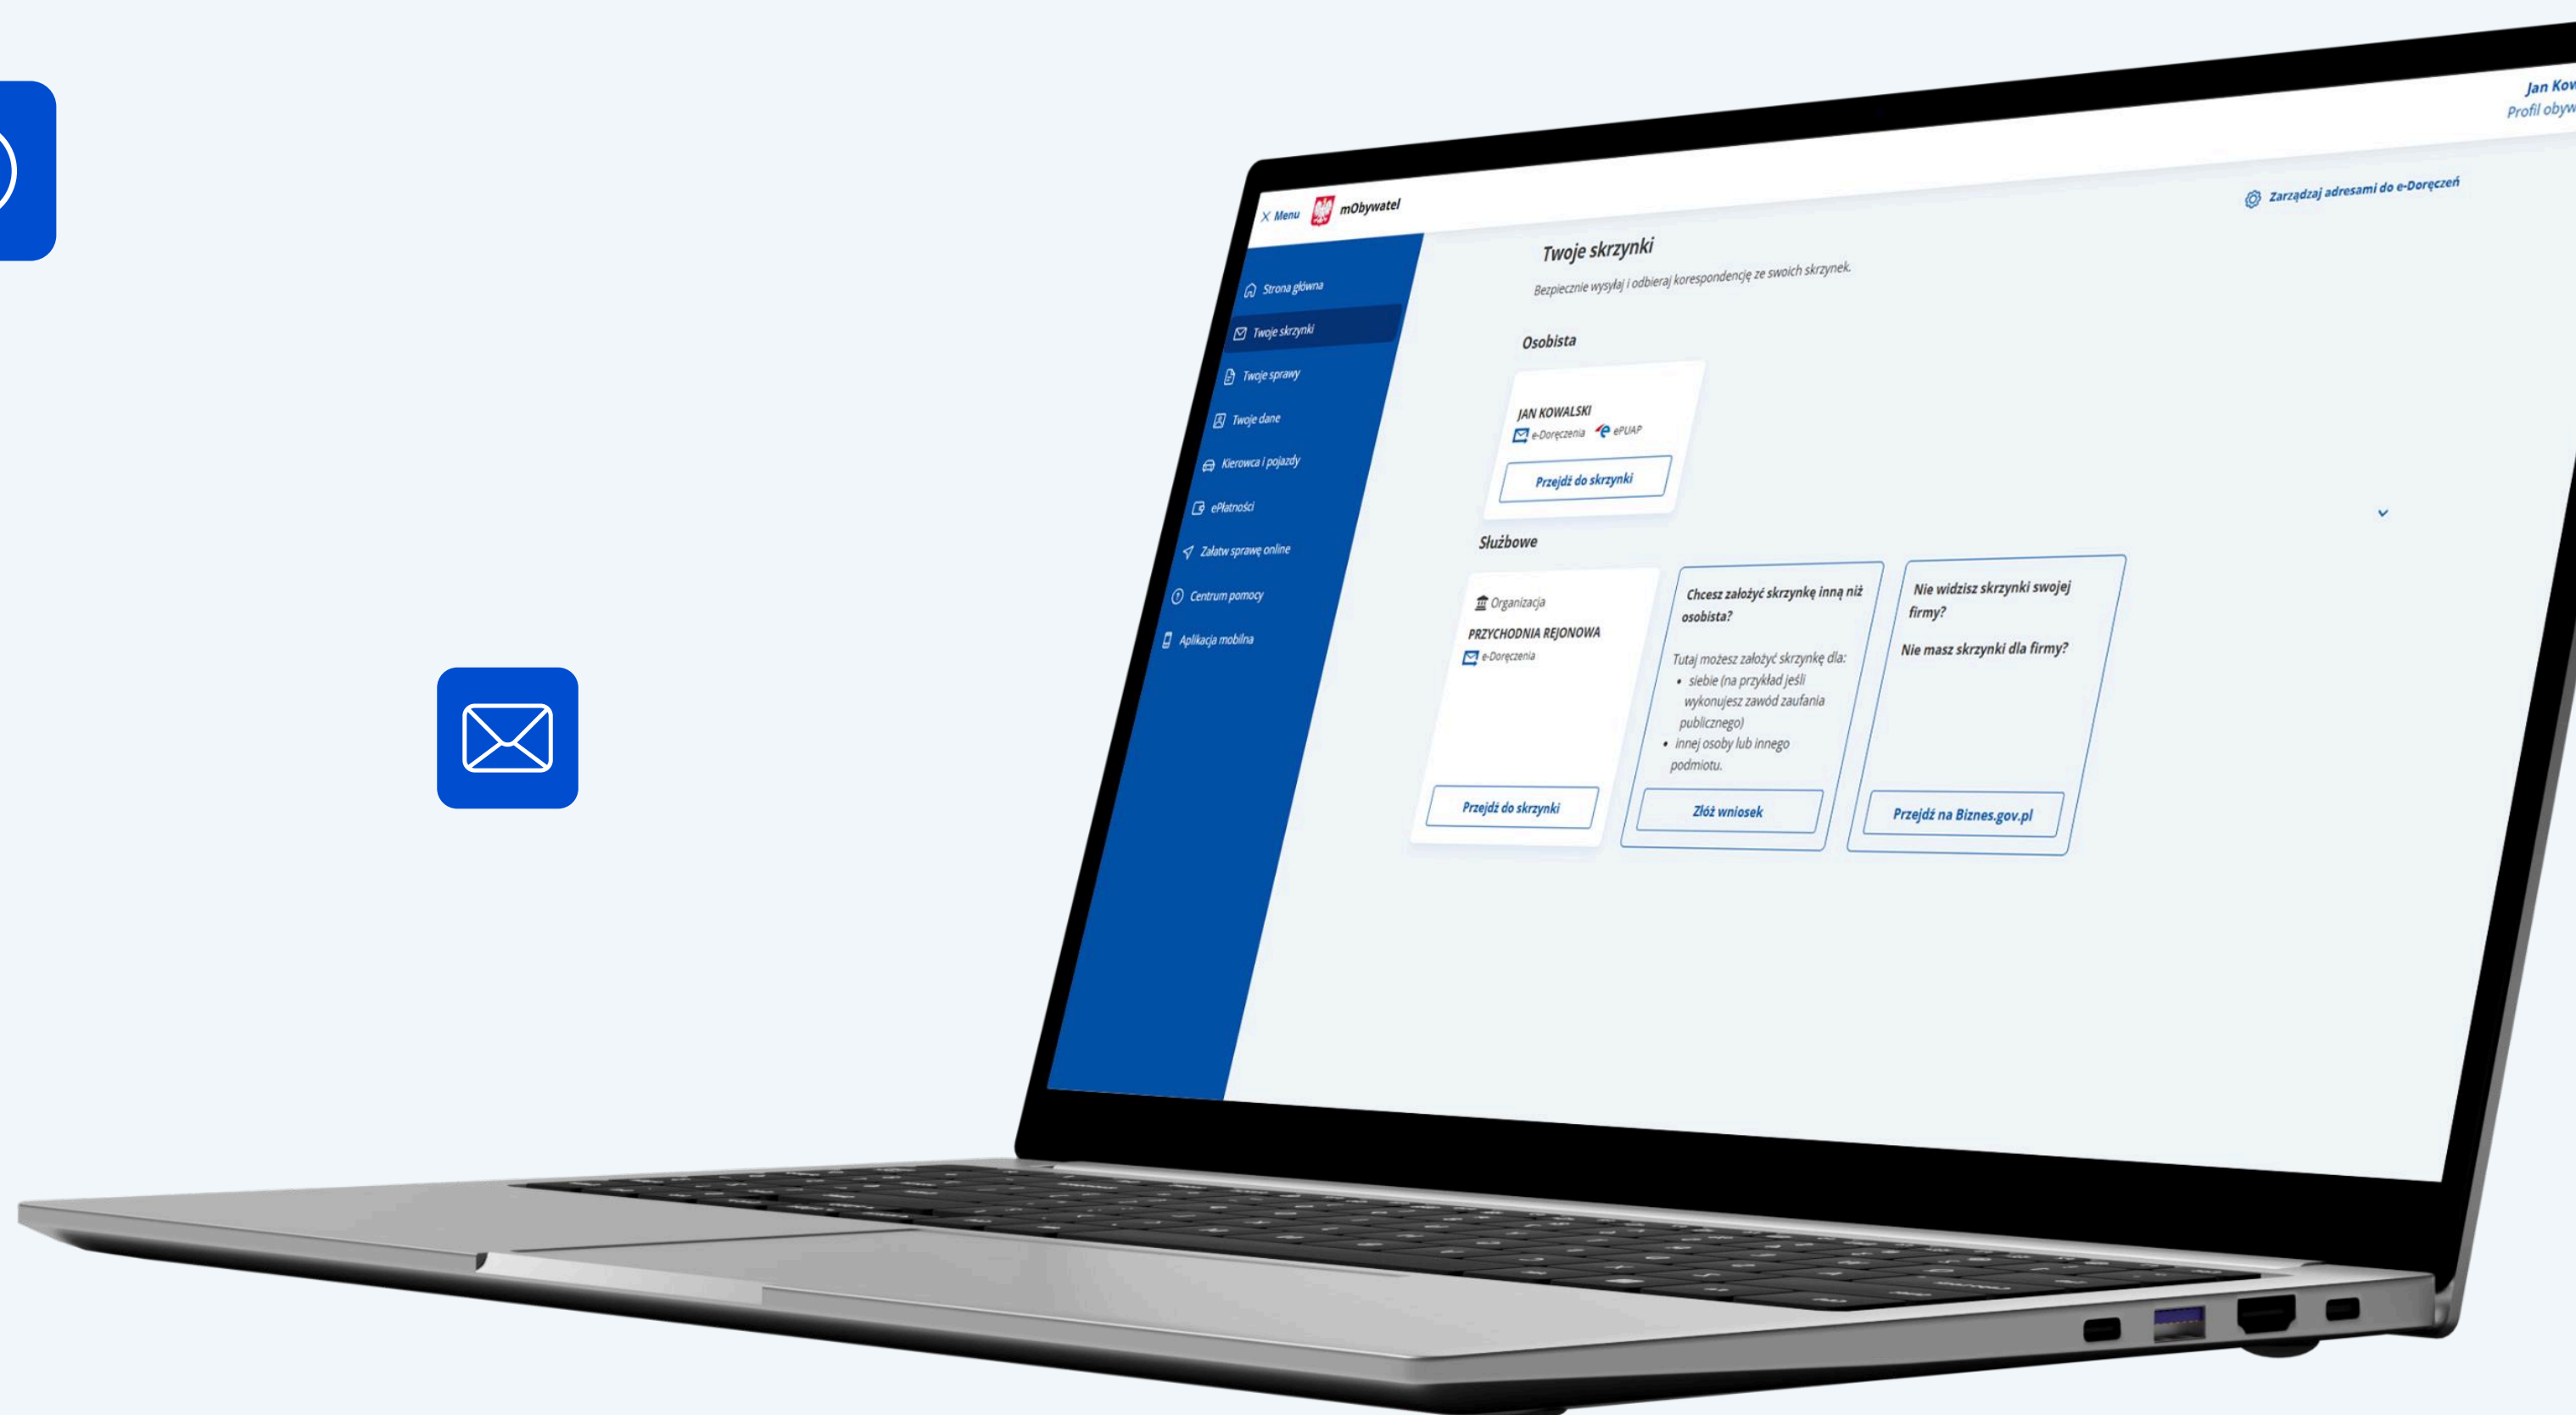 Jan Kow
Profil obyw
Menu
mObywatel
Zarządzaj adresami do e-Doręczeń
Strona główna
Twoje skrzynki
Twoje sprawy
Twoje dane
Kierowca i pojazdy
ePłatności
Załatw sprawę online
Centrum pomocy
Aplikacja mobilna
Twoje skrzynki
Bezpiecznie wysyłaj i odbieraj korespondencję ze swoich skrzynek.
Osobista
JAN KOWALSKI
e-Doręczenia ePUAP
Przejdź do skrzynki
Służbowe
Organizacja
PRZYCHODNIA REJONOWA
e-Doręczenia
Przejdź do skrzynki
Chcesz założyć skrzynkę inną niż
osobista?
Tutaj możesz założyć skrzynkę dla:
• siebie (na przykład jeśli
wykonujesz zawód zaufania
publicznego)
• innej osoby lub innego
podmiotu.
Złóż wniosek
Nie widzisz skrzynki swojej
firmy?
Nie masz skrzynki dla firmy?
Przejdź na Biznes.gov.pl